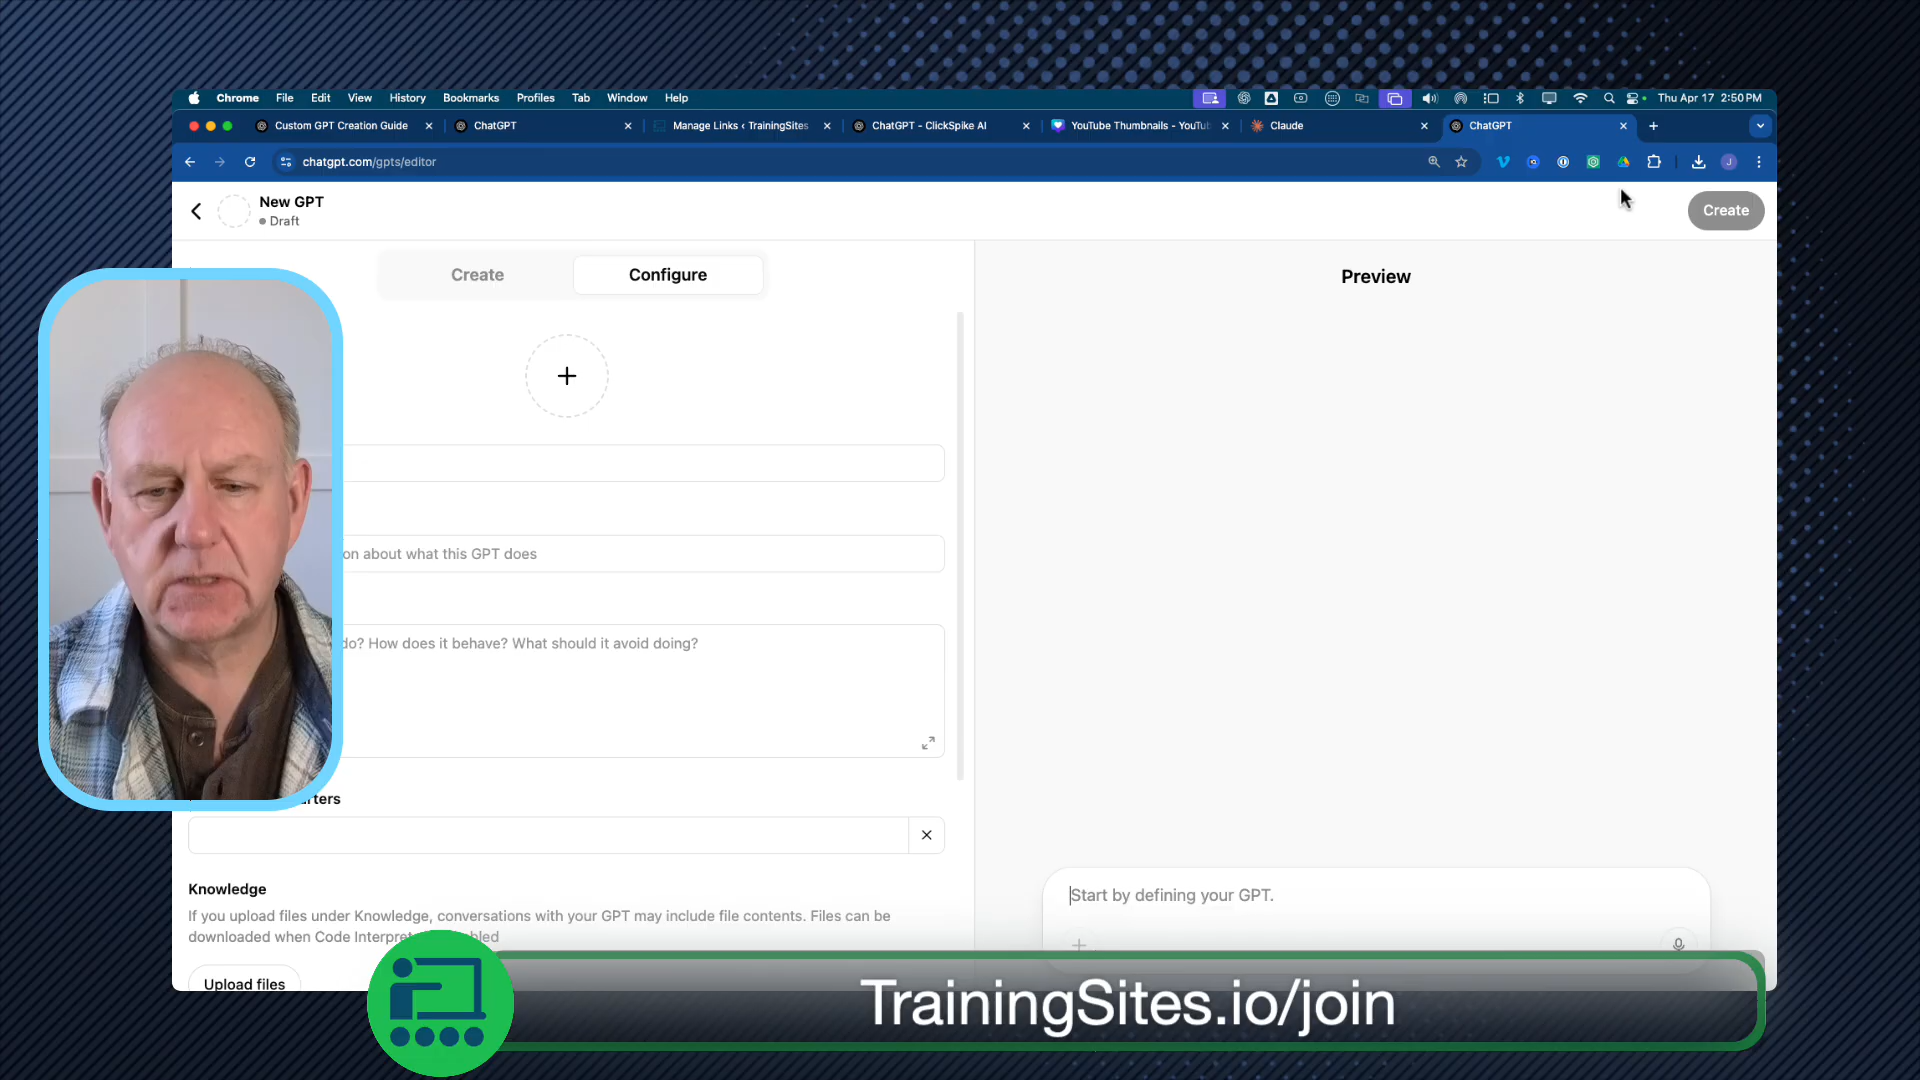 Chrome File Edit View History Bookmarks Profiles Tab Window Help Thu Apr 17 2:50 PM
Custom GPT Creation Guide ChatGPT Manage Links ‹ TrainingSites ChatGPT - ClickSpike AI YouTube Thumbnails - YouTu Claude ChatGPT
chatgpt.com/gpts/editor J
New GPT
Draft
Create
Create Configure
Preview
on about what this GPT does
do? How does it behave? What should it avoid doing?
rters
Knowledge
If you upload files under Knowledge, conversations with your GPT may include file contents. Files can be
downloaded when Code Interpre bled
Upload files
Start by defining your GPT.
TrainingSites.io/join